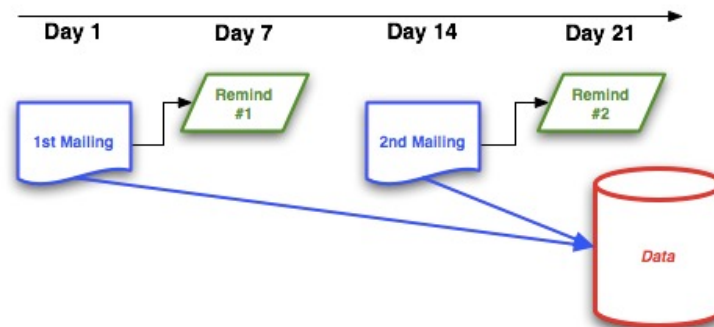 Day 1 Day 7 Day 14 Day 21
Remind
#1
Remind
#2
1st Mailing
2nd Mailing
Data